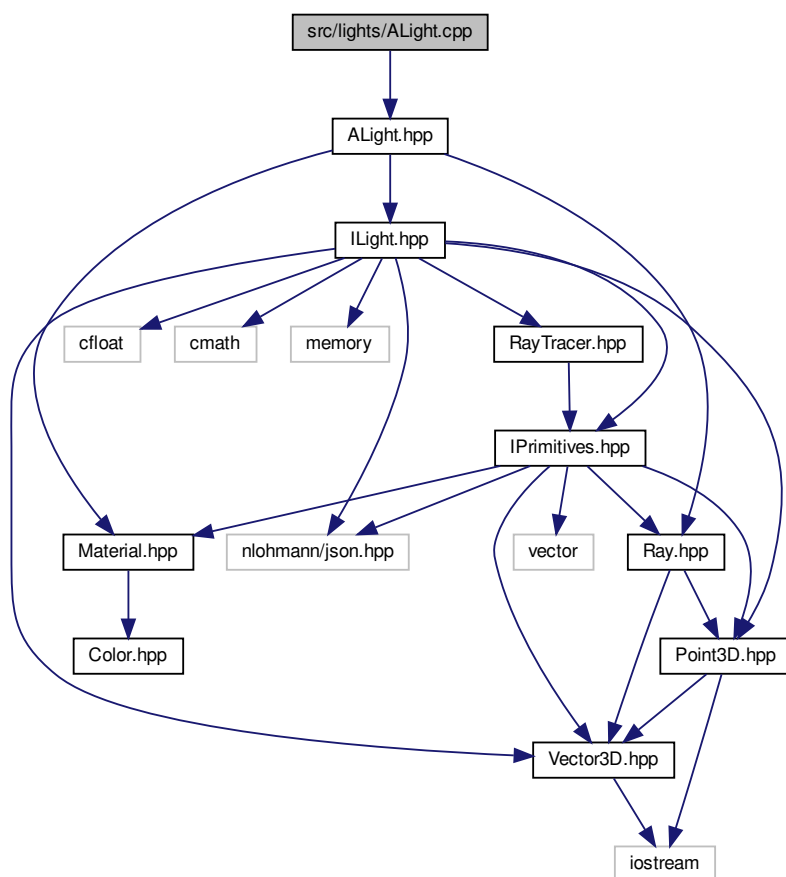 src/lights/ALight.cpp
ALight.hpp
ILight.hpp
cfloat
cmath
memory
RayTracer.hpp
IPrimitives.hpp
Material.hpp
nlohmann/json.hpp
vector
Ray.hpp
Color.hpp
Point3D.hpp
Vector3D.hpp
iostream